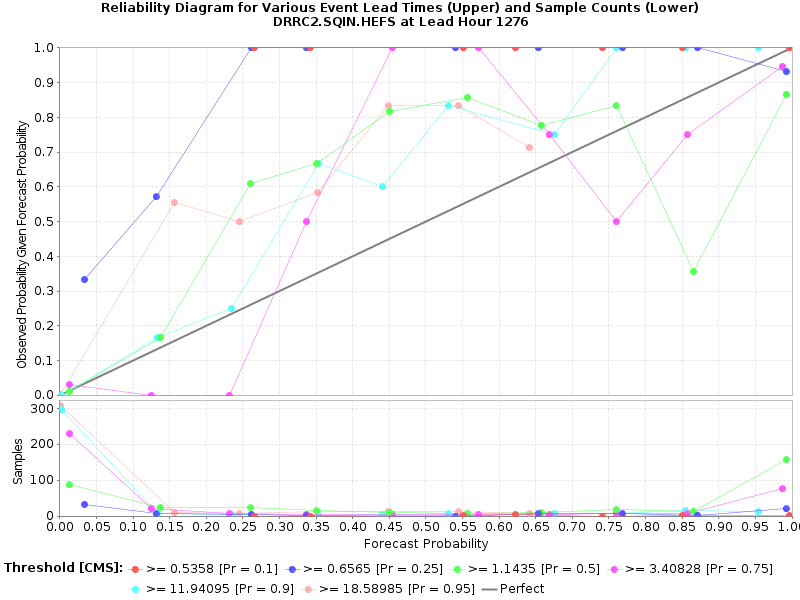 Reliability Diagram for Various Event Lead Times (Upper) and Sample Counts (Lower)
DRRC2.SQIN.HEFS at Lead Hour 1276
Observed Probability Given Forecast Probability
1.0
0.9
0.8
0.7
0.6
0.5
0.4
0.3
0.2
0.1
0.0
Samples
300
200
100
0
0.00 0.05 0.10 0.15 0.20 0.25 0.30 0.35 0.40 0.45 0.50 0.55 0.60 0.65 0.70 0.75 0.80 0.85 0.90 0.95 1.0
Forecast Probability
Threshold [CMS]: >= 0.5358 [Pr = 0.1] >= 0.6565 [Pr = 0.25] >= 1.1435 [Pr = 0.5] >= 3.40828 [Pr = 0.75]
>= 11.94095 [Pr = 0.9] >= 18.58985 [Pr = 0.95] Perfect